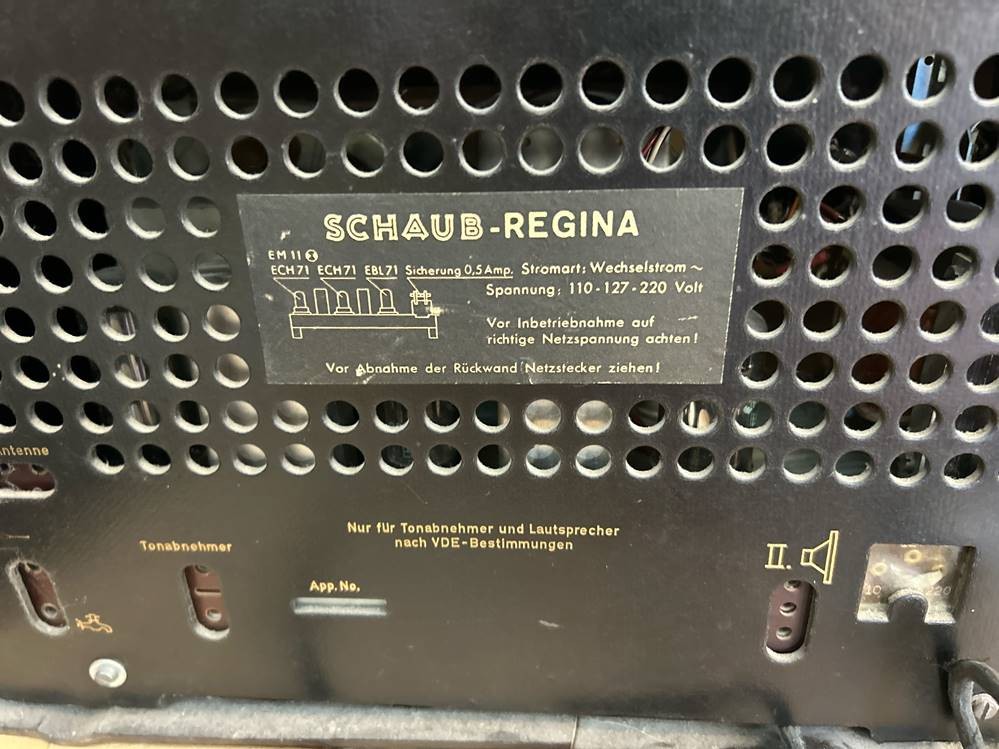 SCHAUB-REGINA
EM 11
ECH71 ECH71 EBL71 Sicherung 0,5 Amp. Stromart: Wechselstrom ~
Spannung: 110-127-220 Volt
Vor Inbetriebnahme auf
richtige Netzspannung achten!
Vor Abnahme der Rückwand Netzstecker ziehen!
Nur für Tonabnehmer und Lautsprecher
nach VDE-Bestimmungen
Tonabnehmer
App. No.
II.